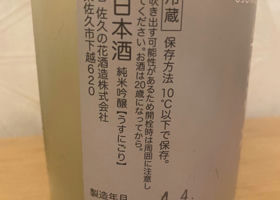 冷蔵 保存方法 10℃以下で保存。
吹き出す可能性があるため開栓時は周囲に注意し
てください。お酒は20歳になってから。
日本酒 純米吟醸【うすにごり】
佐久の花酒造株式会社
佐久市下越620
製造年月 4.4.